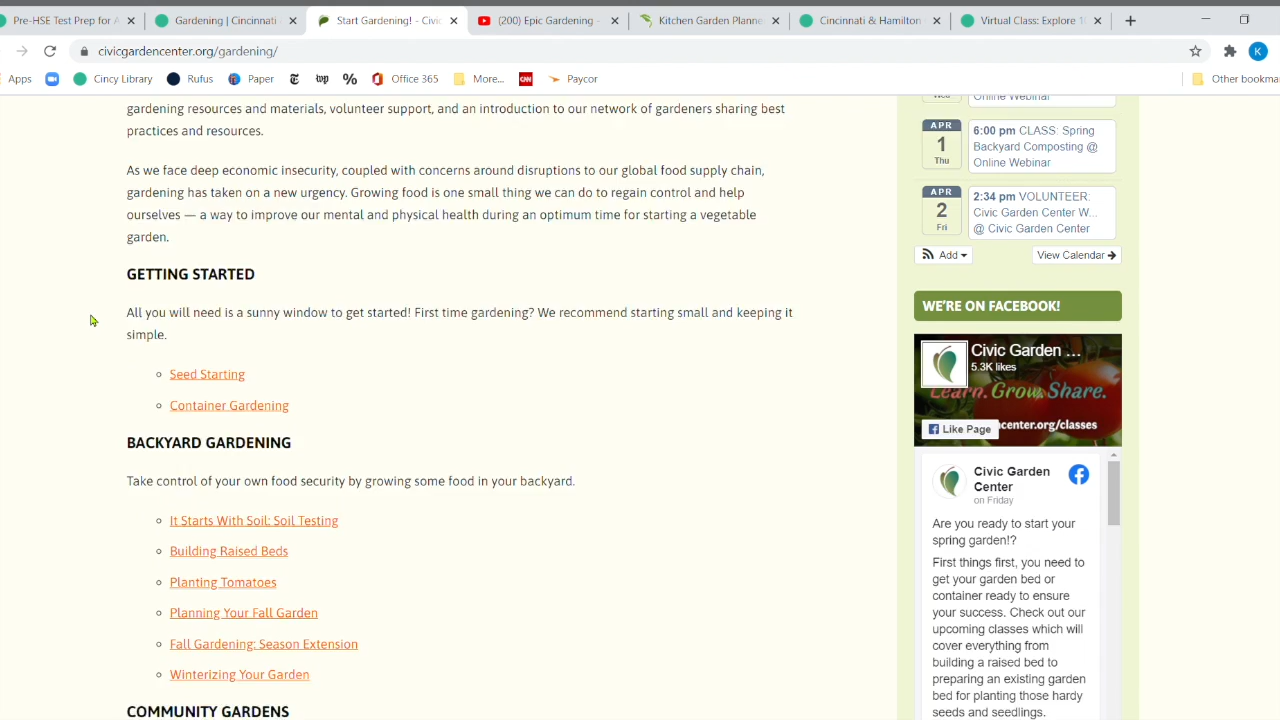 Pre-HSE Test Prep for A
Gardening | Cincinnati
Start Gardening! - Civic
(200) Epic Gardening -
Kitchen Garden Planne
Cincinnati & Hamilton
Virtual Class: Explore 1
civicgardencenter.org/gardening/
K
Apps
Cincy Library
Rufus
Paper
Office 365
More...
CNN
Paycor
Other bookma
gardening resources and materials, volunteer support, and an introduction to our network of gardeners sharing best
practices and resources.
As we face deep economic insecurity, coupled with concerns around disruptions to our global food supply chain,
gardening has taken on a new urgency. Growing food is one small thing we can do to regain control and help
ourselves — a way to improve our mental and physical health during an optimum time for starting a vegetable
garden.
GETTING STARTED
All you will need is a sunny window to get started! First time gardening? We recommend starting small and keeping it
simple.
Seed Starting
Container Gardening
BACKYARD GARDENING
Take control of your own food security by growing some food in your backyard.
It Starts With Soil: Soil Testing
Building Raised Beds
Planting Tomatoes
Planning Your Fall Garden
Fall Gardening: Season Extension
Winterizing Your Garden
COMMUNITY GARDENS
Wed
Online Webinar
APR
1
Thu
6:00 pm CLASS: Spring
Backyard Composting @
Online Webinar
APR
2
Fri
2:34 pm VOLUNTEER:
Civic Garden Center W...
@ Civic Garden Center
Add
View Calendar
WE'RE ON FACEBOOK!
Civic Garden ...
5.3K likes
Learn. Grow. Share.
Like Page
center.org/classes
Civic Garden
Center
on Friday
Are you ready to start your
spring garden!?
First things first, you need to
get your garden bed or
container ready to ensure
your success. Check out our
upcoming classes which will
cover everything from
building a raised bed to
preparing an existing garden
bed for planting those hardy
seeds and seedlings.